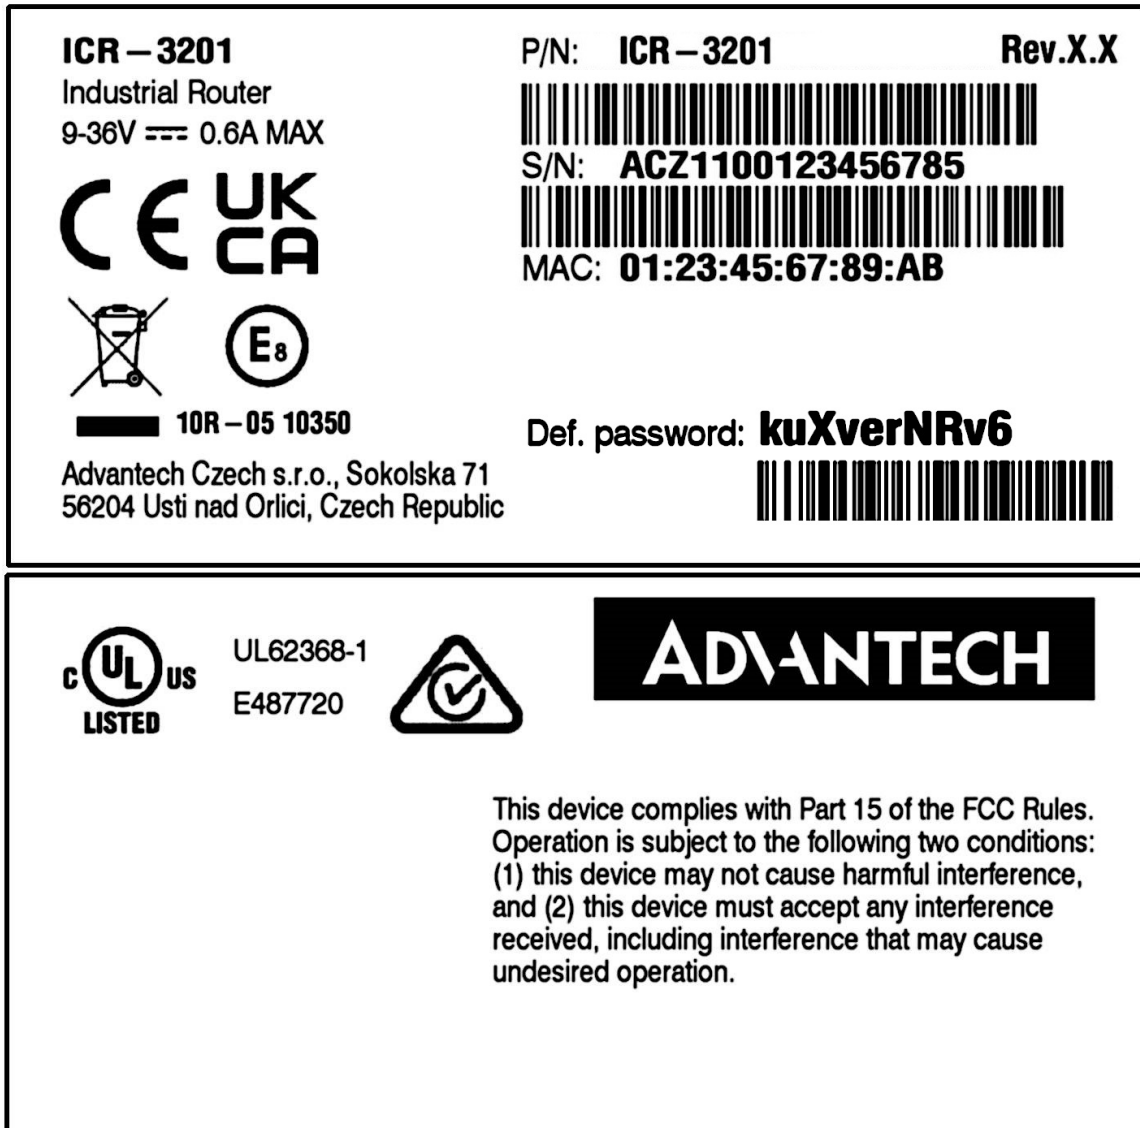 ICR – 3201
Industrial Router
9-36V 0.6A MAX
CE UK
CA
E8
10R – 05 10350
Advantech Czech s.r.o., Sokolska 71
56204 Usti nad Orlici, Czech Republic
P/N: ICR – 3201 Rev.X.X
S/N: ACZ1100123456785
MAC: 01:23:45:67:89:AB
Def. password: kuXverNRv6
C UL US
LISTED
UL62368-1
E487720
ADVANTECH
This device complies with Part 15 of the FCC Rules.
Operation is subject to the following two conditions:
(1) this device may not cause harmful interference,
and (2) this device must accept any interference
received, including interference that may cause
undesired operation.